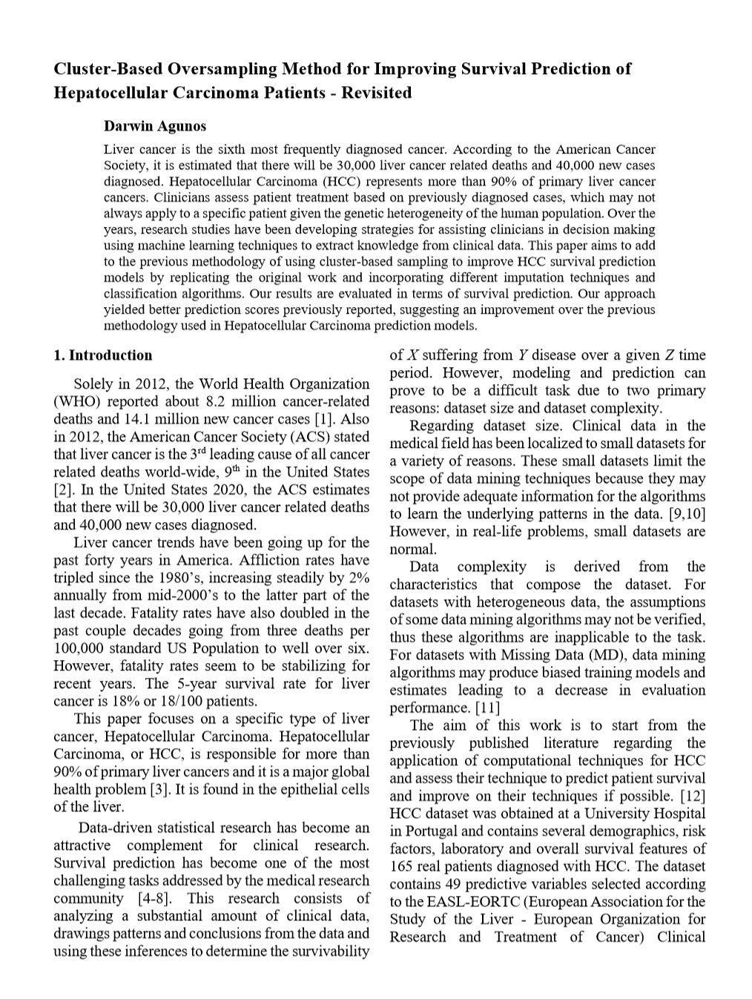 Cluster-Based Oversampling Method for Improving Survival Prediction of
Hepatocellular Carcinoma Patients - Revisited
Darwin Agunos
Liver cancer is the sixth most frequently diagnosed cancer. According to the American Cancer
Society, it is estimated that there will be 30,000 liver cancer related deaths and 40,000 new cases
diagnosed. Hepatocellular Carcinoma (HCC) represents more than 90% of primary liver cancer
cancers. Clinicians assess patient treatment based on previously diagnosed cases, which may not
always apply to a specific patient given the genetic heterogeneity of the human population. Over the
years, research studies have been developing strategies for assisting clinicians in decision making
using machine learning techniques to extract knowledge from clinical data. This paper aims to add
to the previous methodology of using cluster-based sampling to improve HCC survival prediction
models by replicating the original work and incorporating different imputation techniques and
classification algorithms. Our results are evaluated in terms of survival prediction. Our approach
yielded better prediction scores previously reported, suggesting an improvement over the previous
methodology used in Hepatocellular Carcinoma prediction models.
1. Introduction
Solely in 2012, the World Health Organization
(WHO) reported about 8.2 million cancer-related
deaths and 14.1 million new cancer cases [1]. Also
in 2012, the American Cancer Society (ACS) stated
that liver cancer is the 3rd leading cause of all cancer
related deaths world-wide, 9th in the United States
[2]. In the United States 2020, the ACS estimates
that there will be 30,000 liver cancer related deaths
and 40,000 new cases diagnosed.
Liver cancer trends have been going up for the
past forty years in America. Affliction rates have
tripled since the 1980’s, increasing steadily by 2%
annually from mid-2000’s to the latter part of the
last decade. Fatality rates have also doubled in the
past couple decades going from three deaths per
100,000 standard US Population to well over six.
However, fatality rates seem to be stabilizing for
recent years. The 5-year survival rate for liver
cancer is 18% or 18/100 patients.
This paper focuses on a specific type of liver
cancer, Hepatocellular Carcinoma. Hepatocellular
Carcinoma, or HCC, is responsible for more than
90% of primary liver cancers and it is a major global
health problem [3]. It is found in the epithelial cells
of the liver.
Data-driven statistical research has become an
attractive complement for clinical research.
Survival prediction has become one of the most
challenging tasks addressed by the medical research
community [4-8]. This research consists of
analyzing a substantial amount of clinical data,
drawings patterns and conclusions from the data and
using these inferences to determine the survivability
of X suffering from Y disease over a given Z time
period. However, modeling and prediction can
prove to be a difficult task due to two primary
reasons: dataset size and dataset complexity.
Regarding dataset size. Clinical data in the
medical field has been localized to small datasets for
a variety of reasons. These small datasets limit the
scope of data mining techniques because they may
not provide adequate information for the algorithms
to learn the underlying patterns in the data. [9,10]
However, in real-life problems, small datasets are
normal.
Data complexity is derived from the
characteristics that compose the dataset. For
datasets with heterogeneous data, the assumptions
of some data mining algorithms may not be verified,
thus these algorithms are inapplicable to the task.
For datasets with Missing Data (MD), data mining
algorithms may produce biased training models and
estimates leading to a decrease in evaluation
performance. [11]
The aim of this work is to start from the
previously published literature regarding the
application of computational techniques for HCC
and assess their technique to predict patient survival
and improve on their techniques if possible. [12]
HCC dataset was obtained at a University Hospital
in Portugal and contains several demographics, risk
factors, laboratory and overall survival features of
165 real patients diagnosed with HCC. The dataset
contains 49 predictive variables selected according
to the EASL-EORTC (European Association for the
Study of the Liver - European Organization for
Research and Treatment of Cancer) Clinical